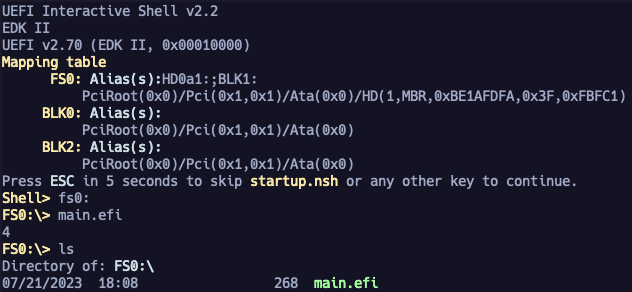 UEFI Interactive Shell v2.2
EDK II
UEFI v2.70 (EDK II, 0x00010000)
Mapping table
      FS0: Alias(s):HD0a1:;BLK1:
          PciRoot(0x0)/Pci(0x1,0x1)/Ata(0x0)/HD(1,MBR,0xBE1AFDFA,0x3F,0xFBFC1)
     BLK0: Alias(s):
          PciRoot(0x0)/Pci(0x1,0x1)/Ata(0x0)
     BLK2: Alias(s):
          PciRoot(0x0)/Pci(0x1,0x1)/Ata(0x0)
Press ESC in 5 seconds to skip startup.nsh or any other key to continue.
Shell> fs0:
FS0:\> main.efi
4
FS0:\> ls
Directory of: FS0:\
07/21/2023  18:08                 268  main.efi